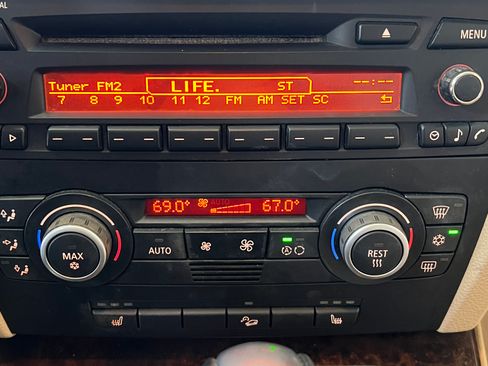 MENU
Tuner FM2 LIFE. ST --:--
7 8 9 10 11 12 FM AM SET SC
69.0° AUTO 67.0°
MAX
AUTO
REST